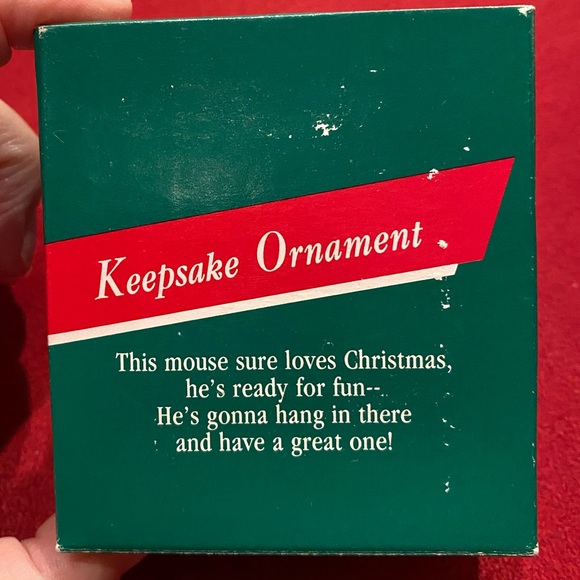 Keepsake Ornament
This mouse sure loves Christmas,
he's ready for fun--
He's gonna hang in there
and have a great one!